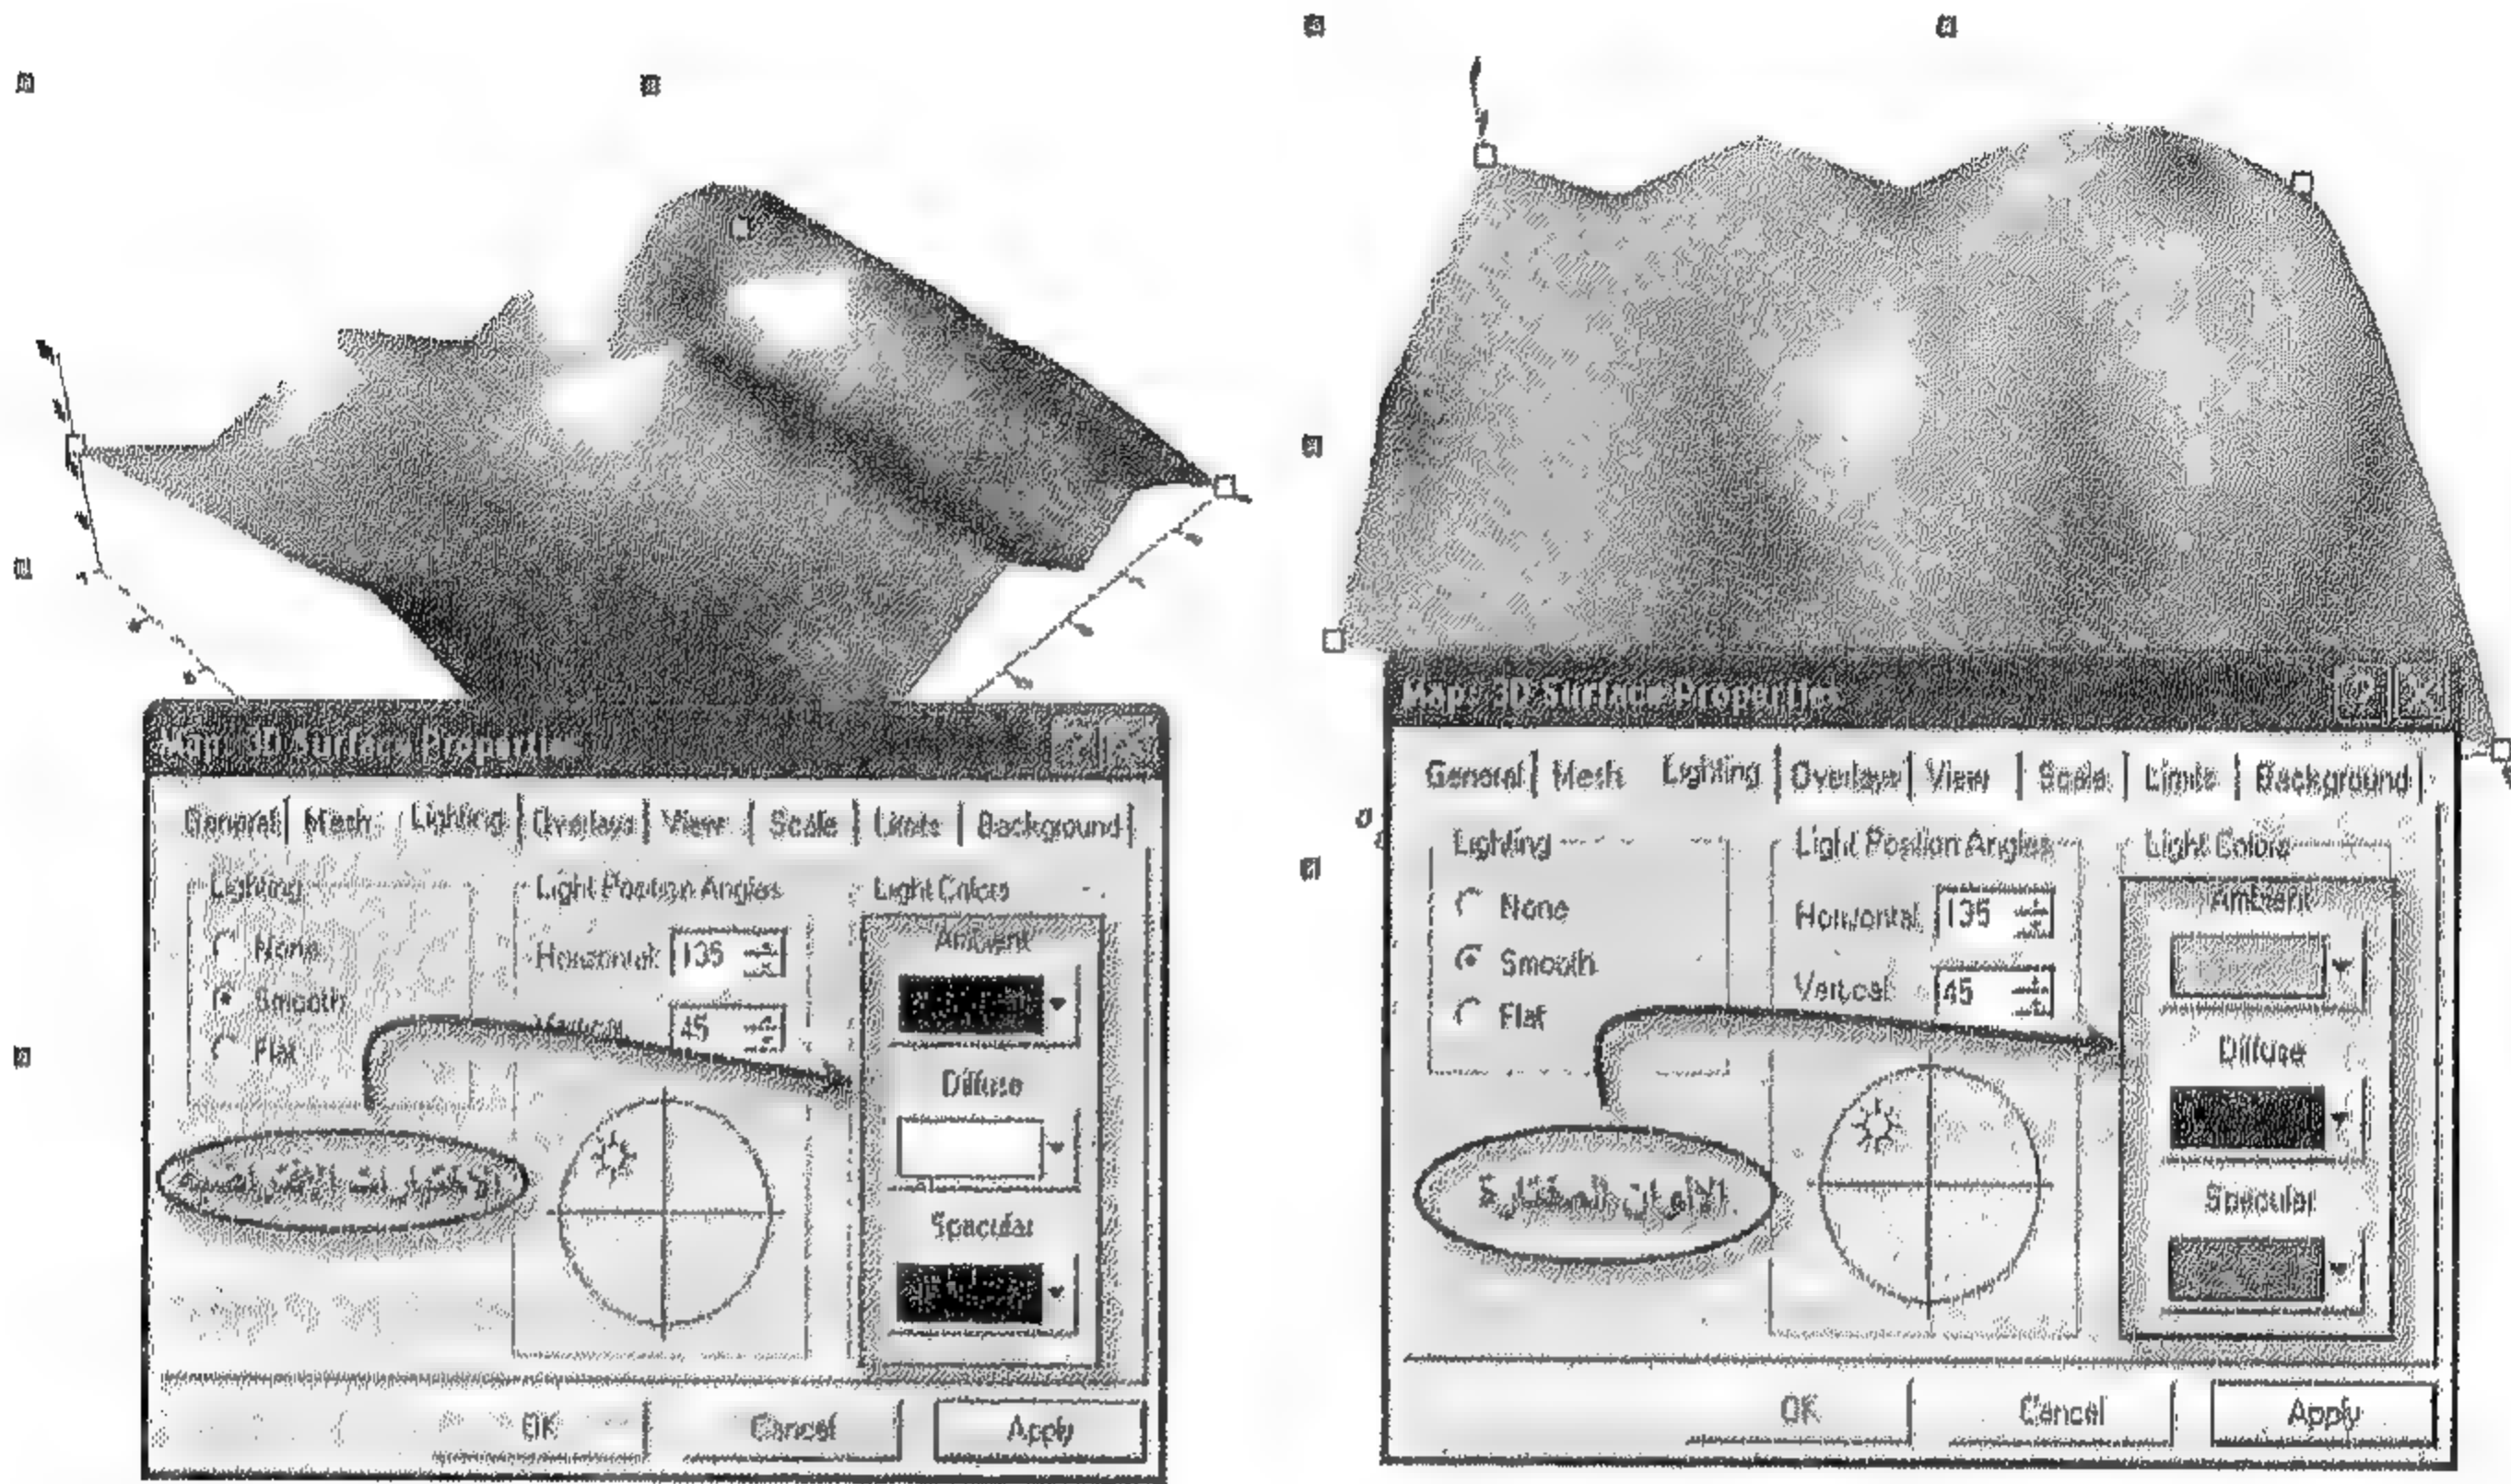 Map: 3D Surface Properties
General Mesh Lighting Overlays View Scale Limits Background
Lighting
None
Smooth
Flat
Light Position Angles
Horizontal: 135
Vertical: 45
Light Colors
Ambient
Diffuse
Specular
OK Cancel Apply
Map: 3D Surface Properties
General Mesh Lighting Overlays View Scale Limits Background
Lighting
None
Smooth
Flat
Light Position Angles
Horizontal: 135
Vertical: 45
Light Colors
Ambient
Diffuse
Specular
الألوان المختارة
OK Cancel Apply